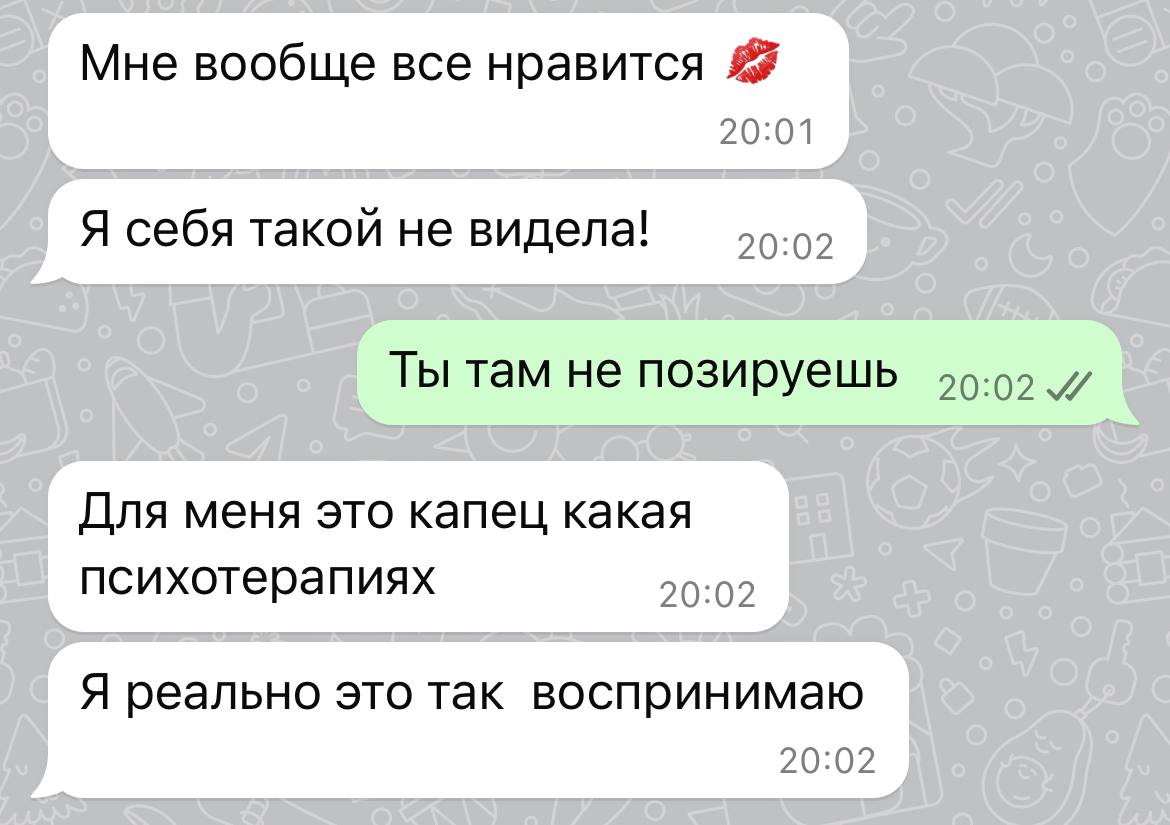 Мне вообще все нравится 💋
20:01
Я себя такой не видела! 20:02
Ты там не позируешь 20:02
Для меня это капец какая
психотерапиях 20:02
Я реально это так  воспринимаю
20:02